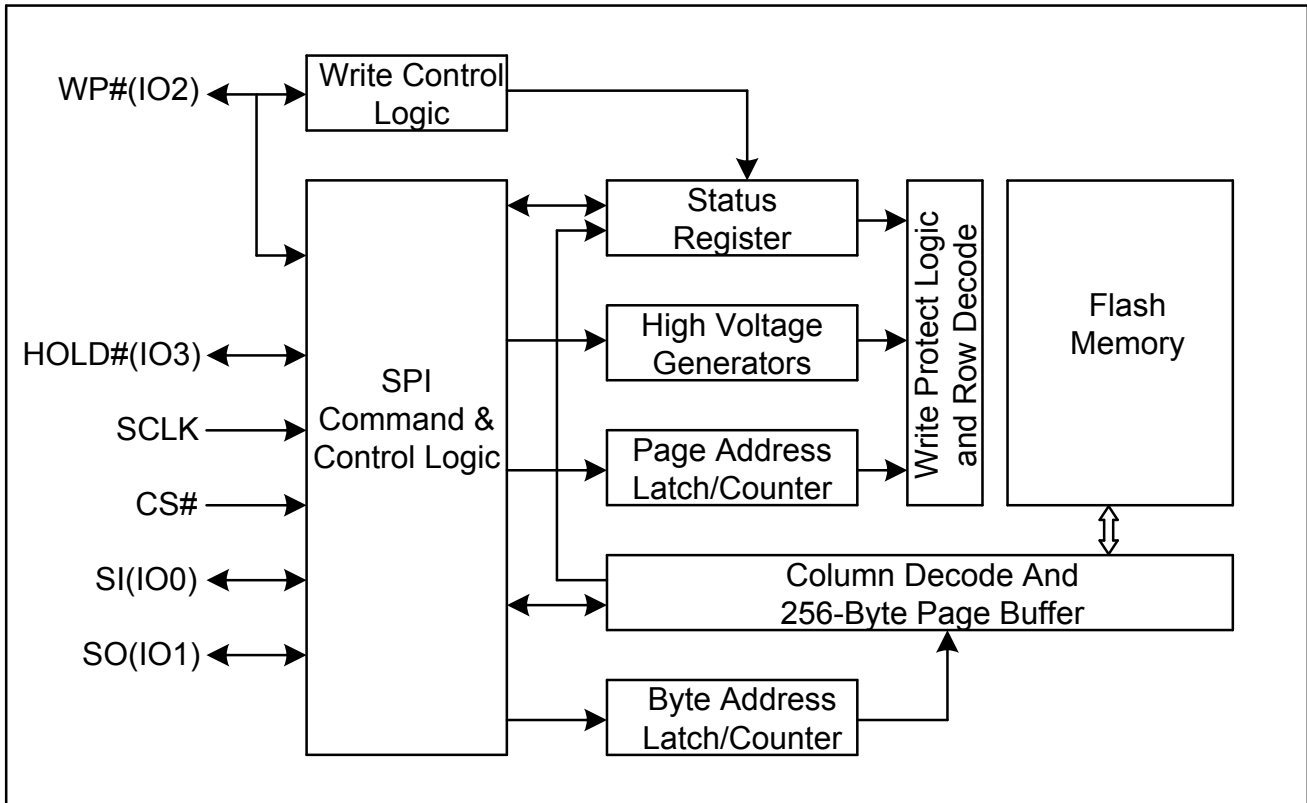 WP#(IO2)
Write Control
Logic
Status
Register
Write Protect Logic
and Row Decode
Flash
Memory
High Voltage
Generators
HOLD#(IO3)
SPI
Command &
Control Logic
SCLK
Page Address
Latch/Counter
CS#
SI(IO0)
Column Decode And
256-Byte Page Buffer
SO(IO1)
Byte Address
Latch/Counter